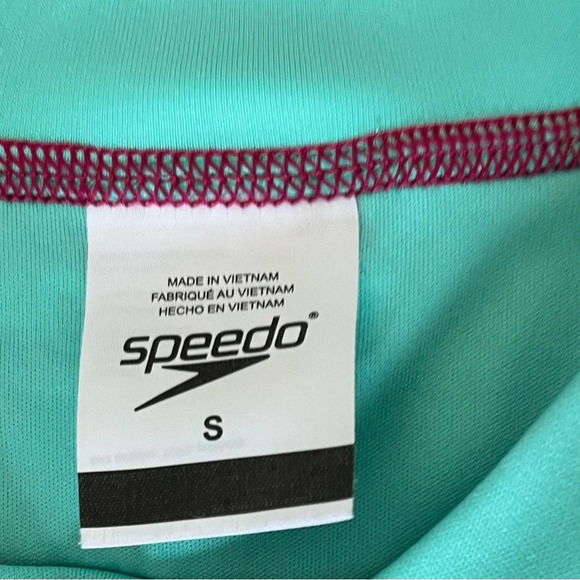 MADE IN VIETNAM
FABRIQUÉ AU VIETNAM
HECHO EN VIETNAM
speedo®
S